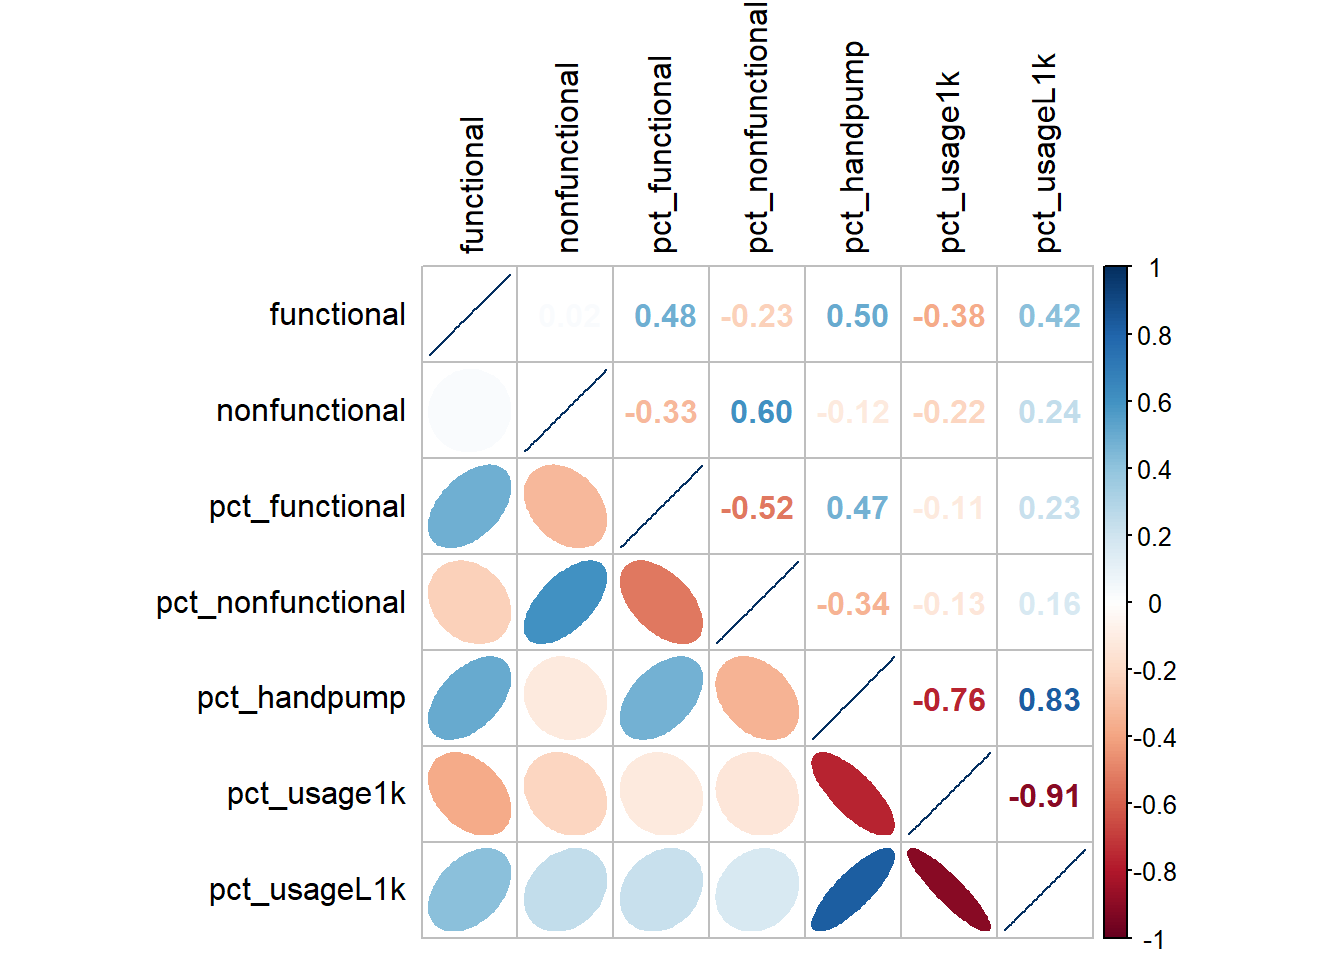 functional nonfunctional pct_functional pct_nonfunctional pct_handpump pct_usage1k pct_usageL1k
functional 0.02 0.48 -0.23 0.50 -0.38 0.42
nonfunctional -0.33 0.60 -0.12 -0.22 0.24
pct_functional -0.52 0.47 -0.11 0.23
pct_nonfunctional -0.34 -0.13 0.16
pct_handpump -0.76 0.83
pct_usage1k -0.91
pct_usageL1k
1
0.8
0.6
0.4
0.2
0
-0.2
-0.4
-0.6
-0.8
-1